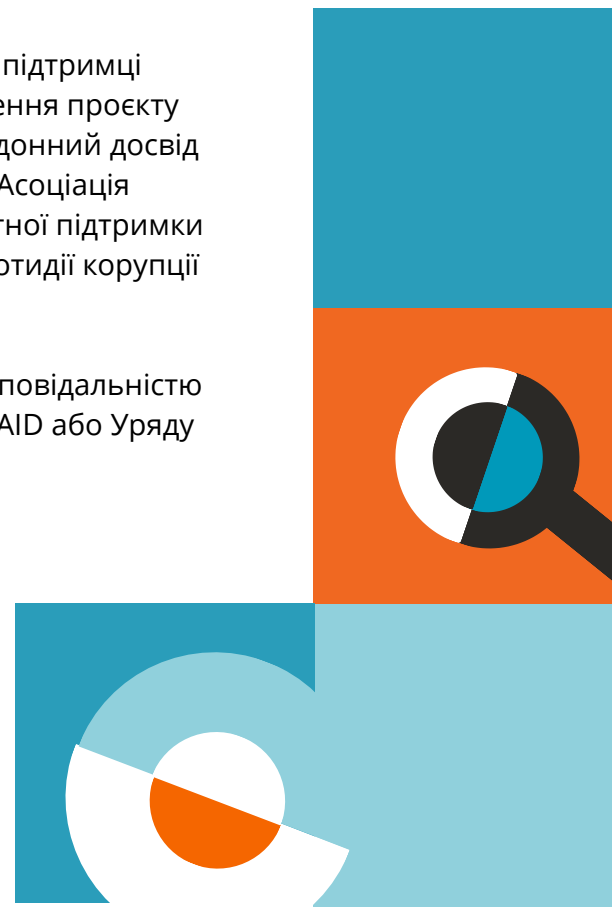 підтримці
ення проєкту
донний досвід
Асоціація
тної підтримки
отидії корупції
повідальністю
AID або Уряду